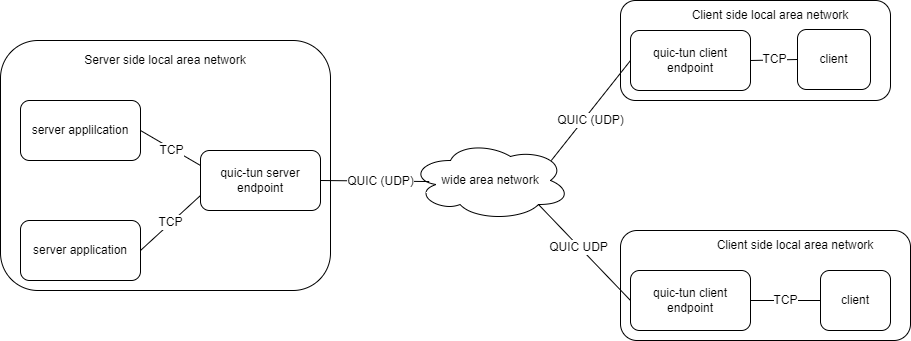 Client side local area network
quic-tun client
endpoint
TCP
client
Server side local area network
server applilcation
TCP
quic-tun server
endpoint
TCP
server application
QUIC (UDP)
wide area network
QUIC (UDP)
QUIC UDP
Client side local area network
quic-tun client
endpoint
TCP
client